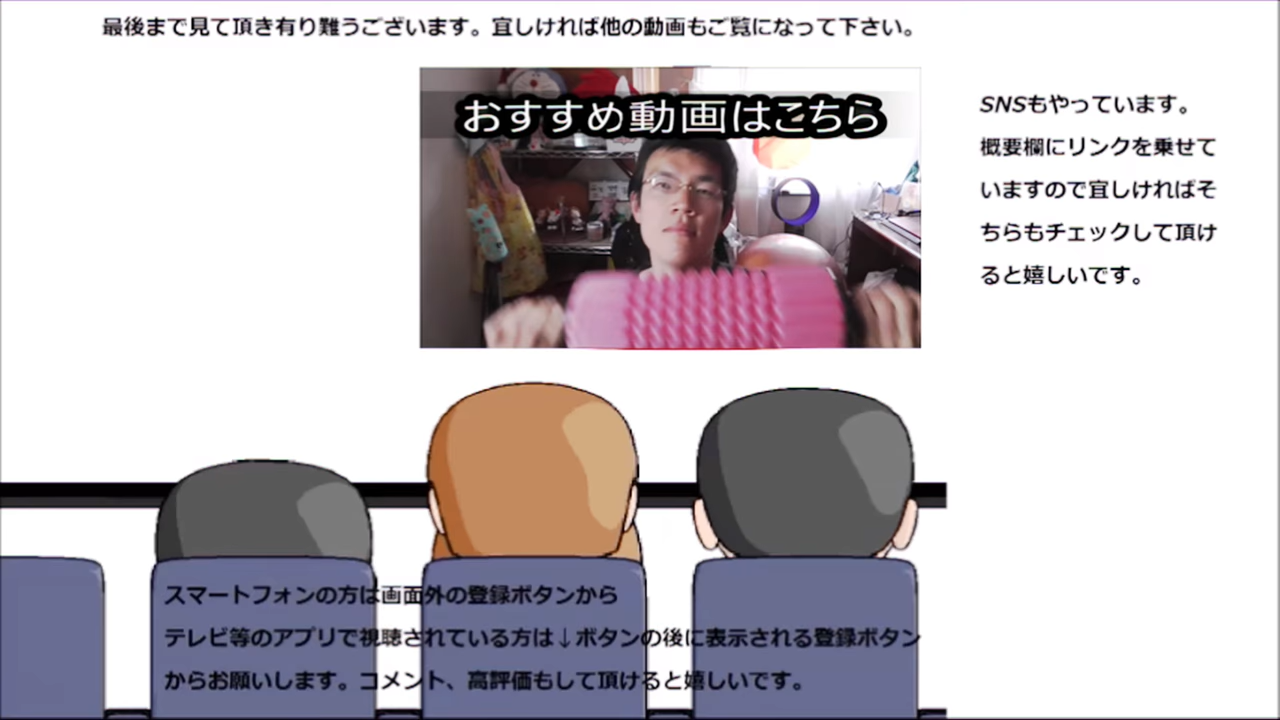 最後まで見て頂き有り難うございます。宜しければ他の動画もご覧になって下さい。
おすすめ動画はこちら
SNSもやっています。
概要欄にリンクを乗せて
いますので宜しければそ
ちらもチェックして頂け
ると嬉しいです。
スマートフォンの方は画面外の登録ボタンから
テレビ等のアプリで視聴されている方は↓ボタンの後に表示される登録ボタン
からお願いします。コメント、高評価もして頂けると嬉しいです。